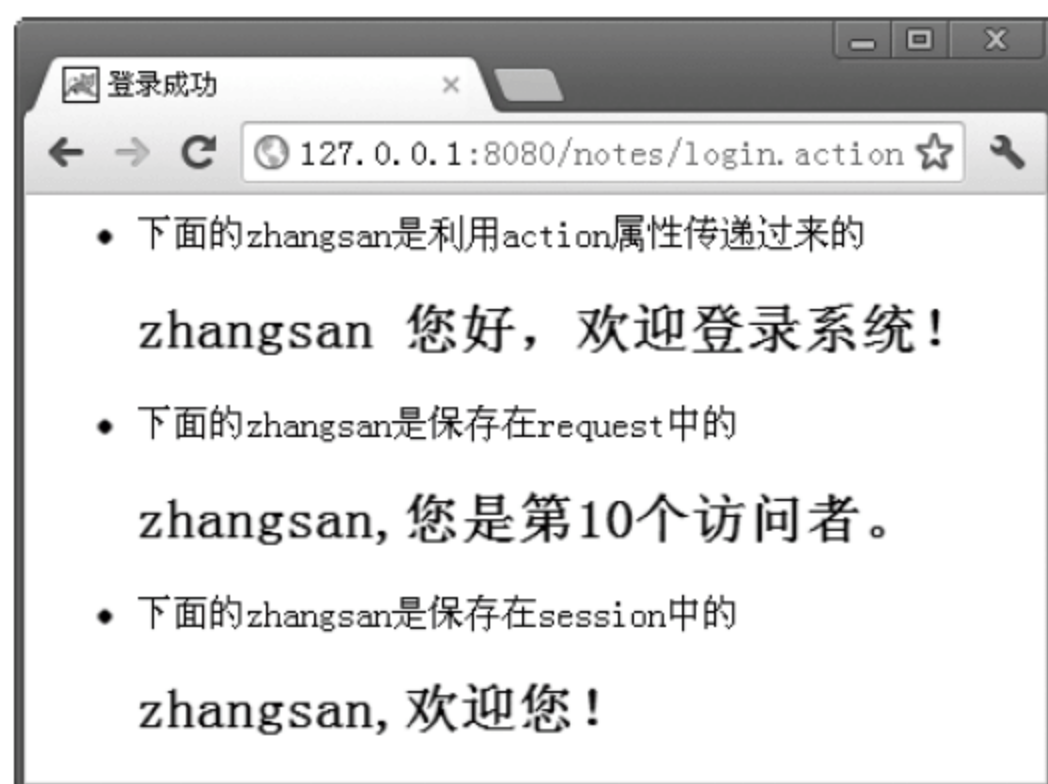 登录成功
127.0.0.1:8080/notes/login.action
下面的zhangsan是利用action属性传递过来的
zhangsan 您好，欢迎登录系统！
下面的zhangsan是保存在request中的
zhangsan,您是第10个访问者。
下面的zhangsan是保存在session中的
zhangsan,欢迎您！